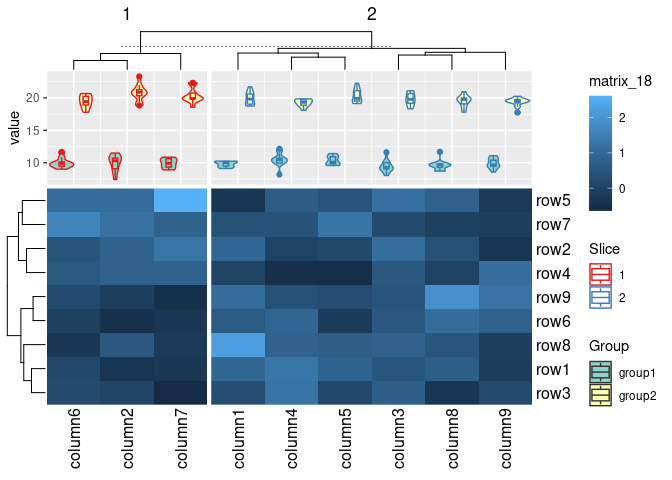 1 2
value
20
15
10
row5
row7
row2
row4
row9
row6
row8
row1
row3
column6 column2 column7 column1 column4 column5 column3 column8 column9
matrix_18
2
1
0
Slice
1
2
Group
group1
group2